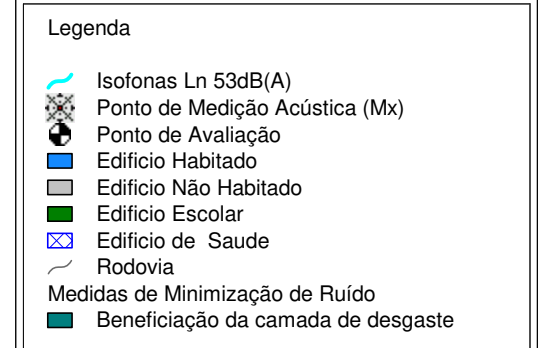 Legenda
Isofonas Ln 53dB(A)
Ponto de Medição Acústica (Mx)
Ponto de Avaliação
Edificio Habitado
Edificio Não Habitado
Edificio Escolar
Edificio de Saude
Rodovia
Medidas de Minimização de Ruído
Beneficiação da camada de desgaste